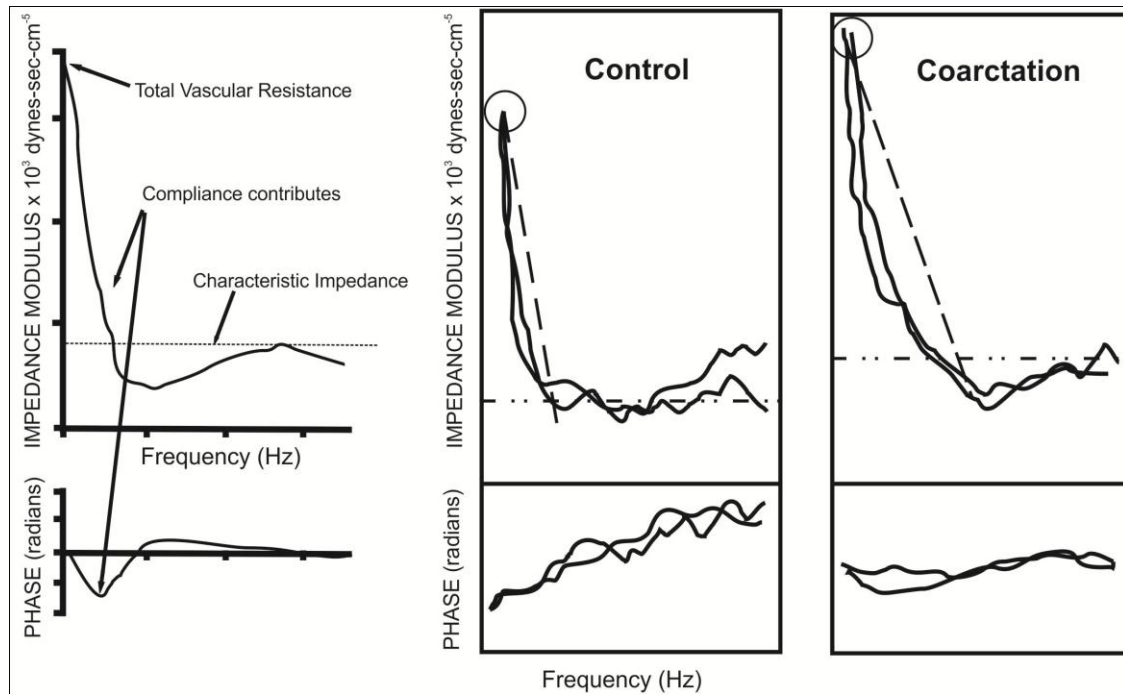 IMPEDANCE MODULUS x 10³ dynes-sec-cm⁻⁵
Total Vascular Resistance
Compliance contributes
Characteristic Impedance
Frequency (Hz)
PHASE (radians)
IMPEDANCE MODULUS x 10³ dynes-sec-cm⁻⁵
Control
PHASE (radians)
Frequency (Hz)
Coarctation